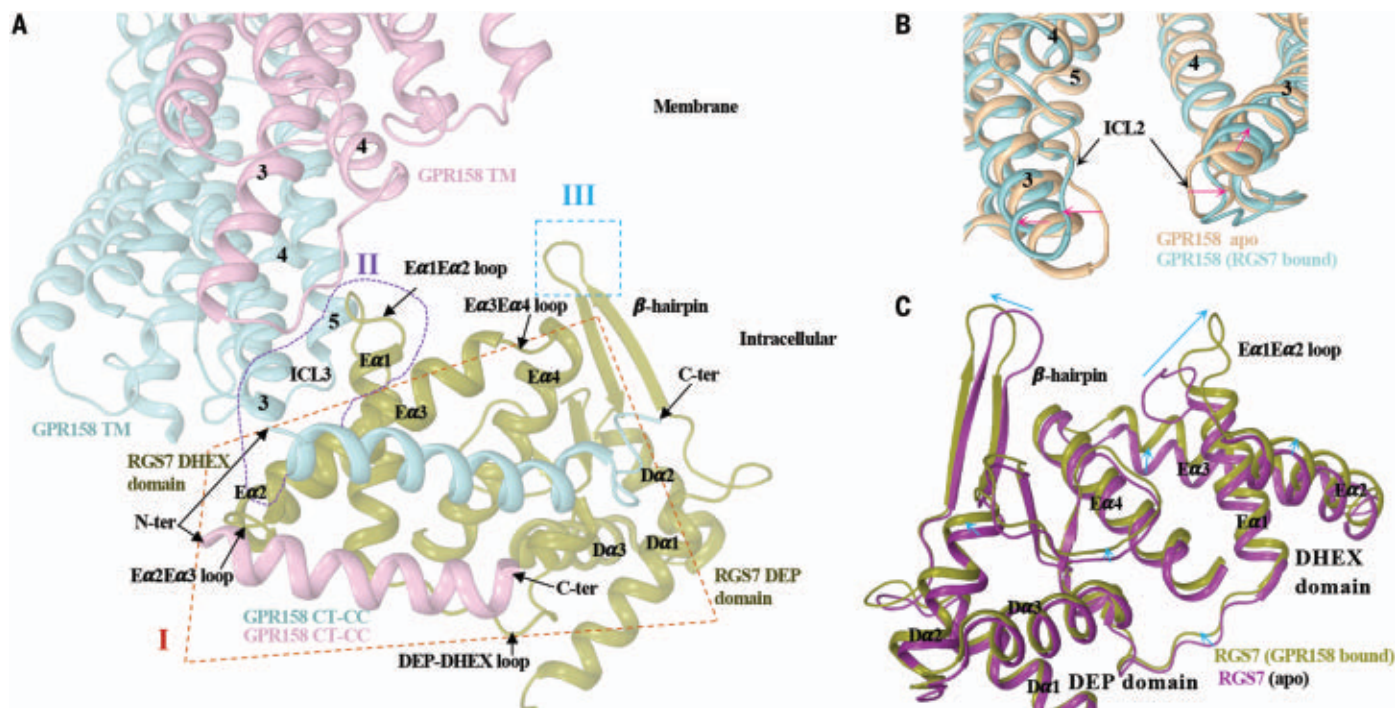 A
4
Membrane
3
GPR158 TM
III
4
II
Eα1Eα2 loop
Eα3Eα4 loop
β-hairpin
5
Intracellular
Eα1
ICL3
Eα4
C-ter
3
Eα3
GPR158 TM
RGS7 DHEX
domain
Dα2
Eα2
N-ter
Dα3
Dα1
Eα2Eα3 loop
C-ter
RGS7 DEP
domain
GPR158 CT-CC
GPR158 CT-CC
I
DEP-DHEX loop
B
4
4
5
3
ICL2
3
GPR158 apo
GPR158 (RGS7 bound)
C
Eα1Eα2 loop
β-hairpin
Eα3
Eα2
Eα4
Eα1
DHEX
domain
Dα3
Dα2
RGS7 (GPR158 bound)
DEP domain
RGS7 (apo)
Dα1